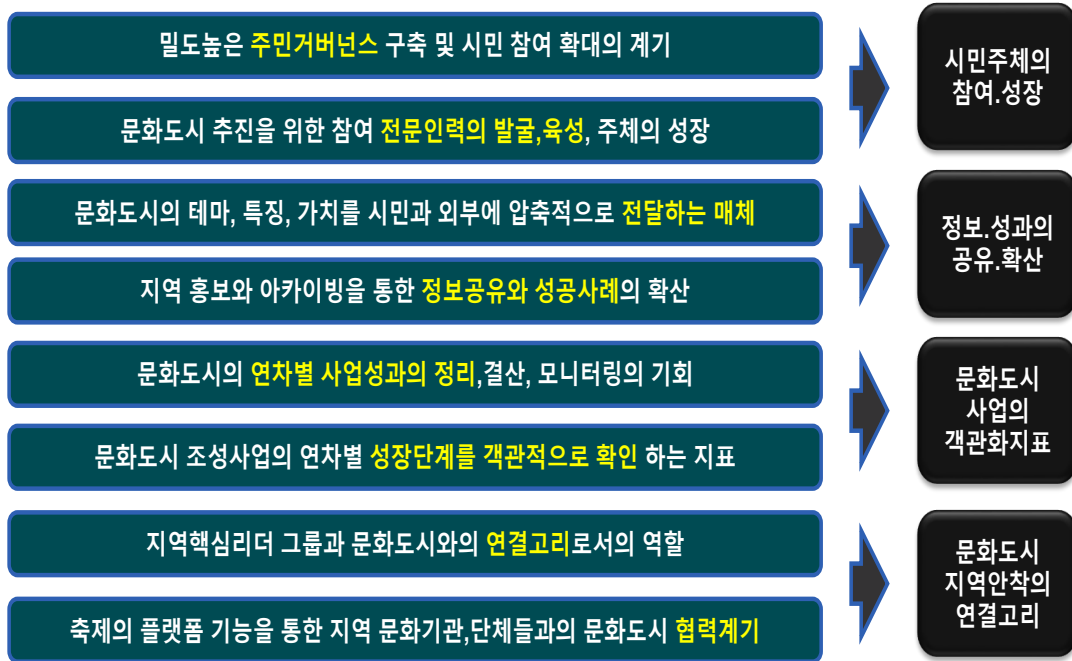 밀도높은 주민거버넌스 구축 및 시민 참여 확대의 계기
문화도시 추진을 위한 참여 전문인력의 발굴,육성, 주체의 성장
시민주체의
참여.성장
문화도시의 테마, 특징, 가치를 시민과 외부에 압축적으로 전달하는 매체
지역 홍보와 아카이빙을 통한 정보공유와 성공사례의 확산
정보.성과의
공유.확산
문화도시의 연차별 사업성과의 정리,결산, 모니터링의 기회
문화도시 조성사업의 연차별 성장단계를 객관적으로 확인 하는 지표
문화도시
사업의
객관화지표
지역핵심리더 그룹과 문화도시와의 연결고리로서의 역할
축제의 플랫폼 기능을 통한 지역 문화기관,단체들과의 문화도시 협력계기
문화도시
지역안착의
연결고리